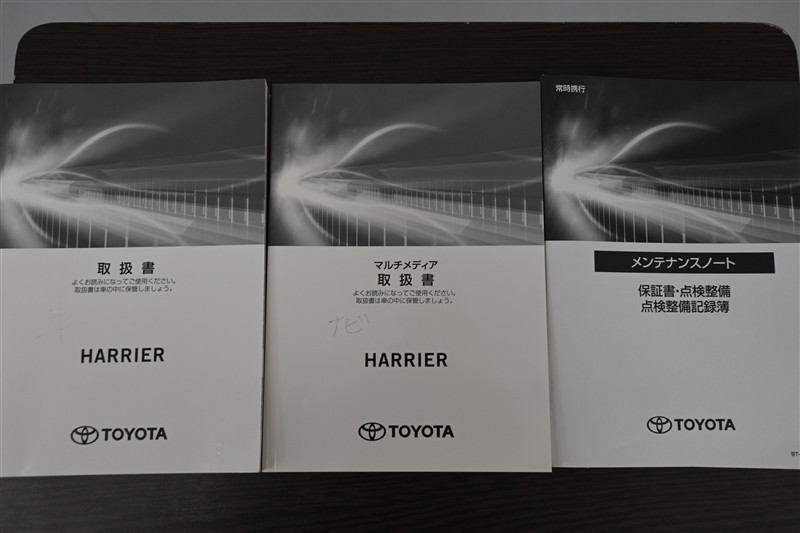 取扱書
よくお読みになってご使用ください。
取扱書は車の中に保管しましょう。
HARRIER
TOYOTA
マルチメディア
取扱書
よくお読みになってご使用ください。
取扱書は車の中に保管しましょう。
ナビ
HARRIER
TOYOTA
常時携行
メンテナンスノート
保証書・点検整備
点検整備記録簿
TOYOTA